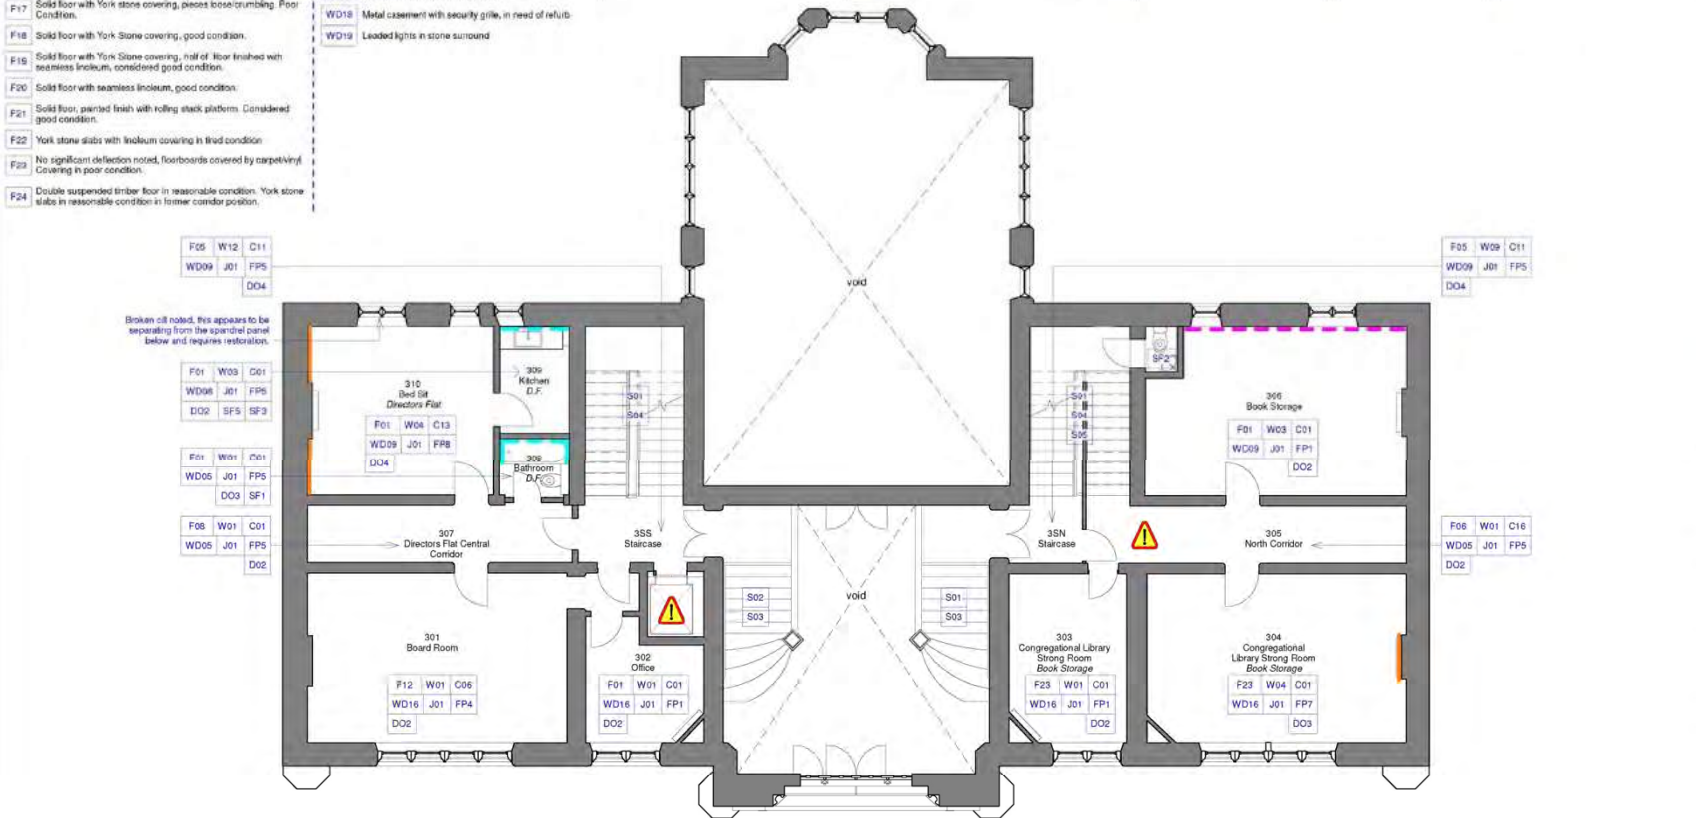 F17 Solid floor with York stone covering, pieces loose/crumbling. Poor
Condition.
F18 Solid floor with York Stone covering, good condition.
F19 Solid floor with York Stone covering, half of floor finished with
seamless linoleum, considered good condition.
F20 Solid floor with seamless linoleum, good condition.
F21 Solid floor, painted finish with rolling stack platform. Considered
good condition.
F22 York stone slabs with linoleum covering in tired condition
F23 No significant deflection noted, floorboards covered by carpet/vinyl.
Covering in poor condition.
F24 Double suspended timber floor in reasonable condition. York stone
slabs in reasonable condition in former corridor position.
WD18 Metal casement with security grille, in need of refurb
WD19 Leaded lights in stone surround
F05 W12 C11
WD09 J01 FP5
DO4
Broken cill noted, this appears to be
separating from the spandrel panel
below and requires restoration.
F01 W03 C01
WD08 J01 FP5
DO2 SF5 SF3
F01 W01 C01
WD05 J01 FP5
DO3 SF1
F08 W01 C01
WD05 J01 FP5
D02
310
Bed Sit
Directors Flat
F01 W04 C13
WD09 J01 FP8
DO4
309
Kitchen
D.F.
309
Bathroom
D.F.
S01
S04
void
S01
S04
S05
SF2
306
Book Storage
F01 W03 C01
WD09 J01 FP1
DO2
F05 W09 C11
WD09 J01 FP5
DO4
307
Directors Flat Central
Corridor
3SS
Staircase
3SN
Staircase
305
North Corridor
F06 W01 C16
WD05 J01 FP5
DO2
301
Board Room
F12 W01 C06
WD16 J01 FP4
DO2
302
Office
F01 W01 C01
WD16 J01 FP1
DO2
S02
S03
void
S01
S03
303
Congregational Library
Strong Room
Book Storage
F23 W01 C01
WD16 J01 FP1
DO2
304
Congregational
Library Strong Room
Book Storage
F23 W04 C01
WD16 J01 FP7
DO3